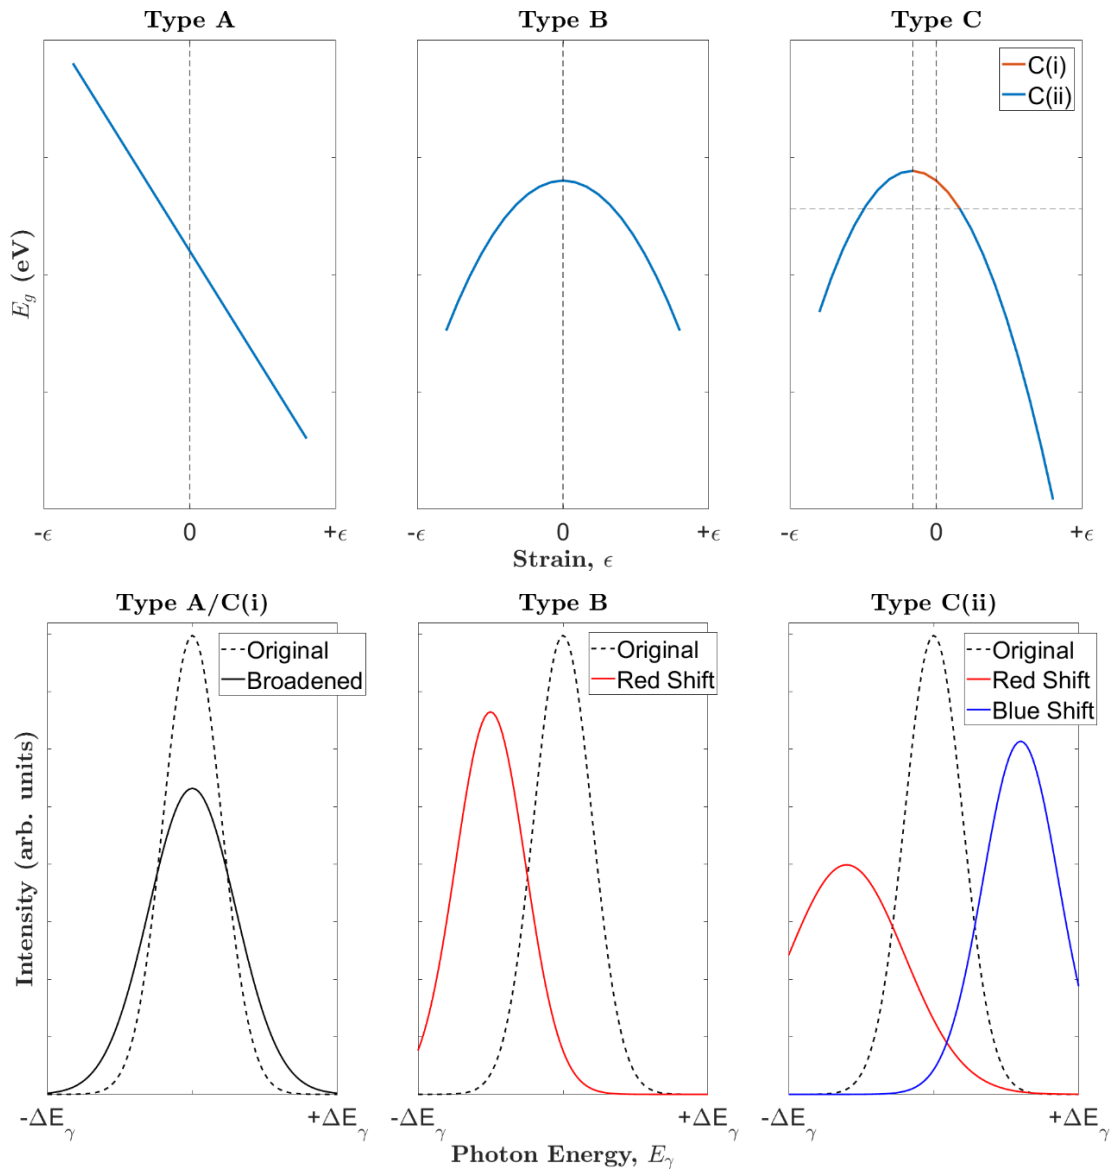 Type A
Type B
Type C
C(i)
C(ii)
E_g (eV)
-ϵ
0
+ϵ
-ϵ
0
+ϵ
-ϵ
0
+ϵ
Strain, ϵ
Type A/C(i)
Type B
Type C(ii)
Original
Broadened
Original
Red Shift
Original
Red Shift
Blue Shift
Intensity (arb. units)
-ΔE_γ
+ΔE_γ
-ΔE_γ
+ΔE_γ
-ΔE_γ
+ΔE_γ
Photon Energy, E_γ